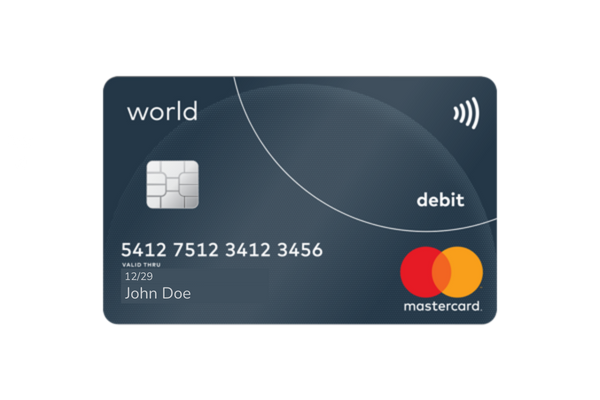 world
debit
5412 7512 3412 3456
VALID THRU
12/29
John Doe
mastercard.